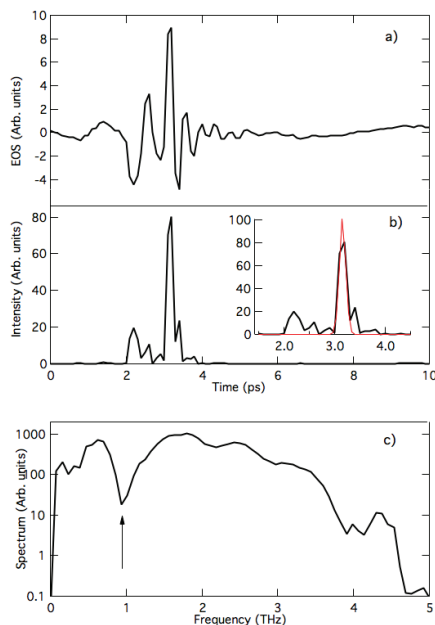 10
a)
8
6
4
2
0
-2
-4
EOS (Arb. units)
80
60
40
20
0
Intensity (Arb. units)
b)
100
80
60
40
20
0
2.0 3.0 4.0
0 2 4 6 8 10
Time (ps)
c)
1000
100
10
1
0.1
Spectrum (Arb. units)
0 1 2 3 4 5
Frequency (THz)